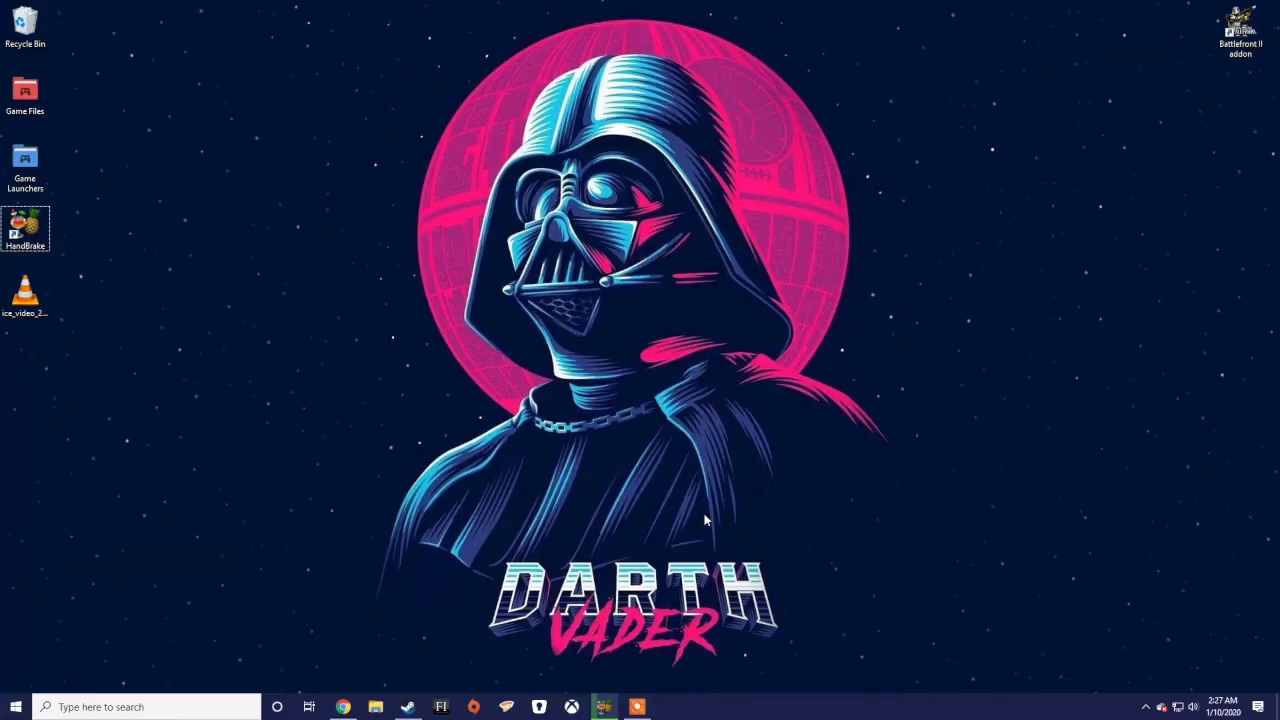 Recycle Bin
Game Files
Game
Launchers
HandBrake
ice_video_2...
Battlefront II
addon
DARTH
VADER
Type here to search
FI
2:27 AM
1/10/2020